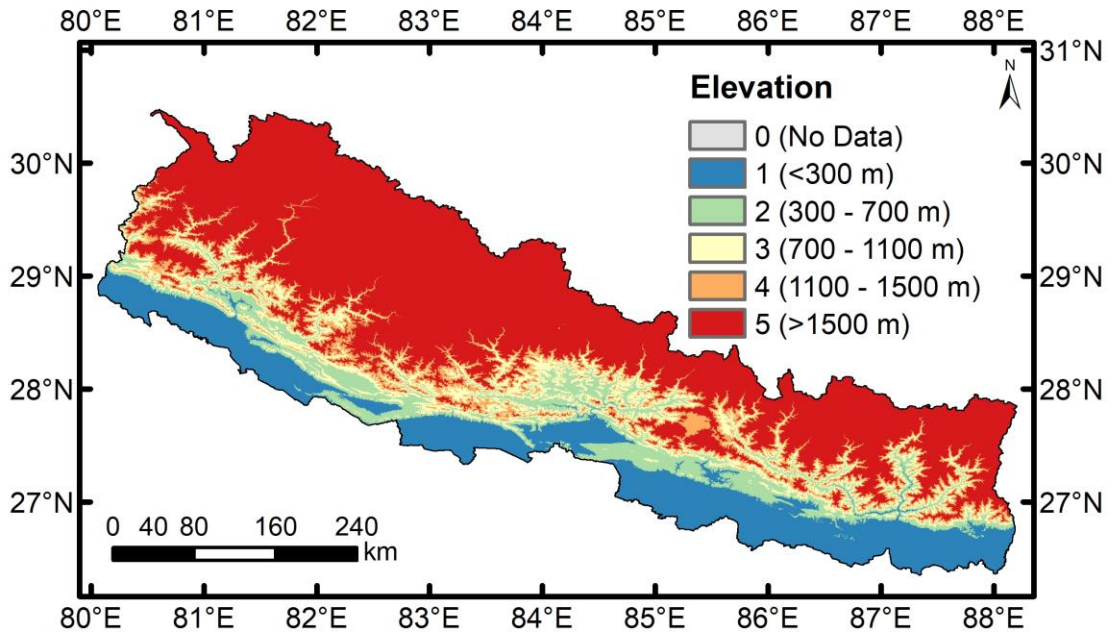 80°E 81°E 82°E 83°E 84°E 85°E 86°E 87°E 88°E
31°N
N
Elevation
0 (No Data)
30°N 30°N
1 (<300 m)
2 (300 - 700 m)
3 (700 - 1100 m)
29°N 29°N
4 (1100 - 1500 m)
5 (>1500 m)
28°N 28°N
27°N 27°N
0 40 80 160 240
km
80°E 81°E 82°E 83°E 84°E 85°E 86°E 87°E 88°E